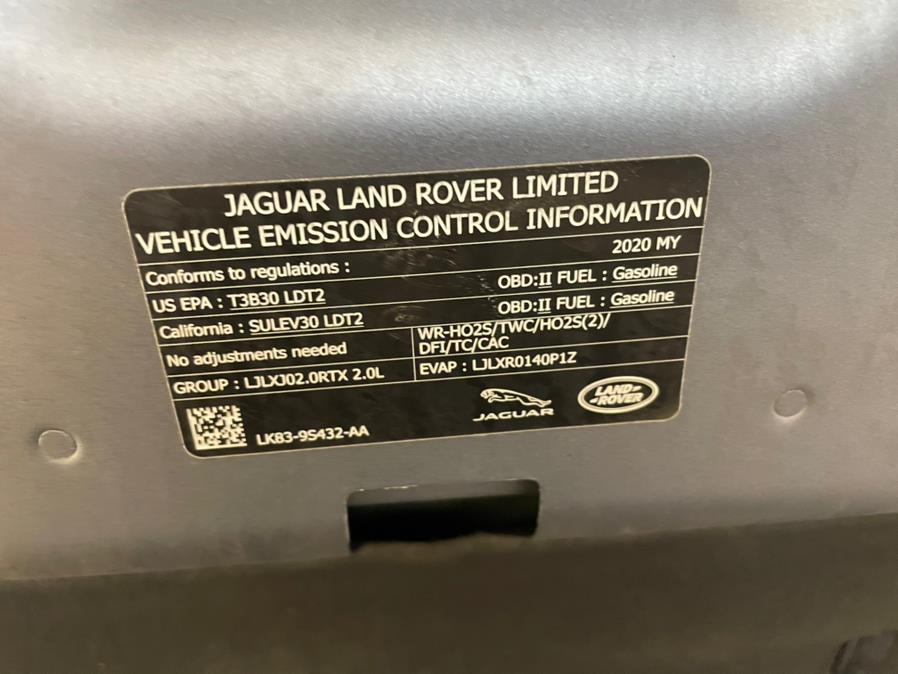 JAGUAR LAND ROVER LIMITED
VEHICLE EMISSION CONTROL INFORMATION
2020 MY
Conforms to regulations :
US EPA : T3B30 LDT2 OBD:II FUEL : Gasoline
California : SULEV30 LDT2 OBD:II FUEL : Gasoline
No adjustments needed
WR-HO2S/TWC/HO2S(2)/
DFI/TC/CAC
GROUP : LJLXJ02.0RTX 2.0L
EVAP : LJLXR0140P1Z
LK83-9S432-AA
JAGUAR
LAND
ROVER